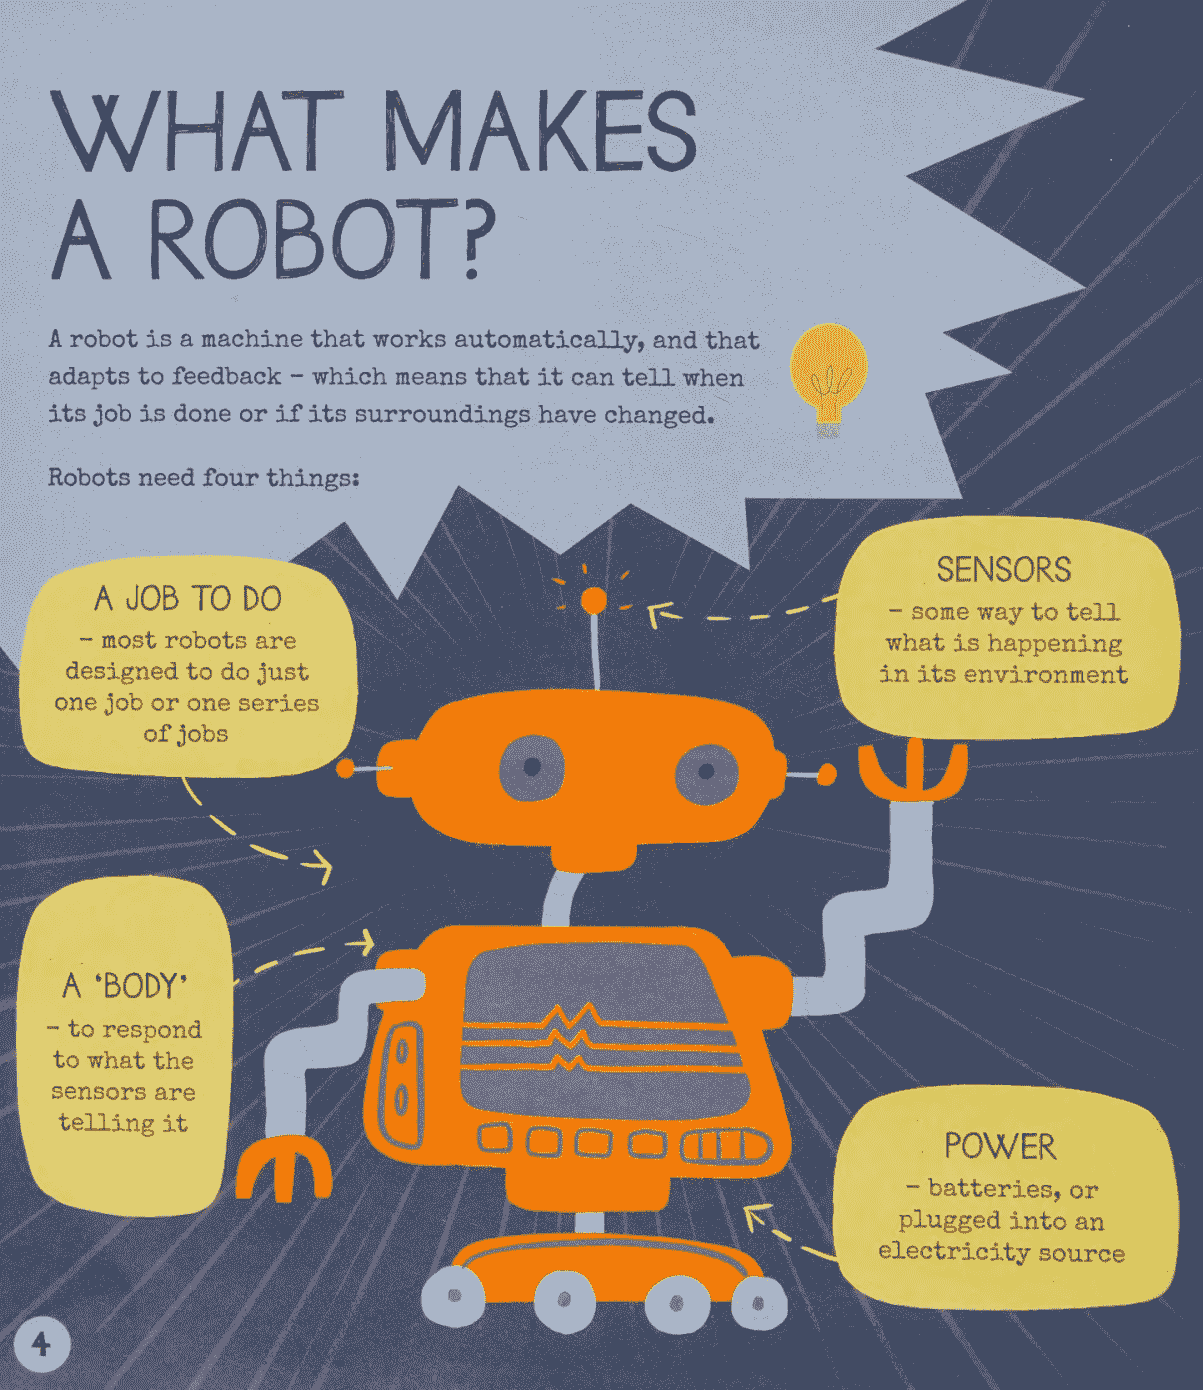 WHAT MAKES
A ROBOT?
A robot is a machine that works automatically, and that
adapts to feedback – which means that it can tell when
its job is done or if its surroundings have changed.
Robots need four things:
A JOB TO DO
– most robots are
designed to do just
one job or one series
of jobs
SENSORS
– some way to tell
what is happening
in its environment
A ‘BODY’
– to respond
to what the
sensors are
telling it
POWER
– batteries, or
plugged into an
electricity source
4